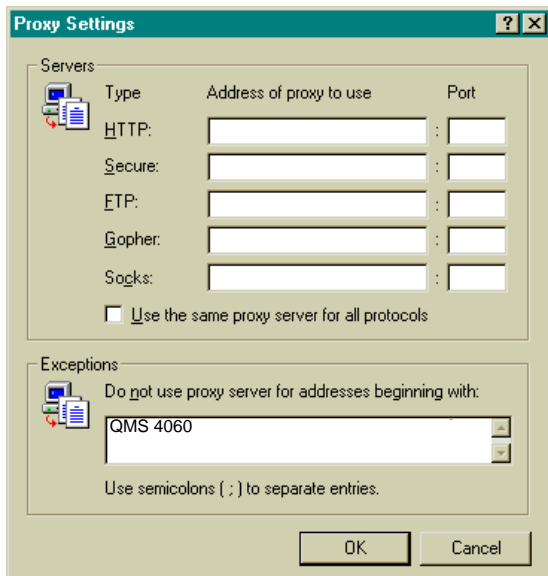 Proxy Settings
Servers
Type Address of proxy to use Port
HTTP: :
Secure: :
FTP: :
Gopher: :
Socks: :
Use the same proxy server for all protocols
Exceptions
Do not use proxy server for addresses beginning with:
QMS 4060
Use semicolons ( ; ) to separate entries.
OK Cancel